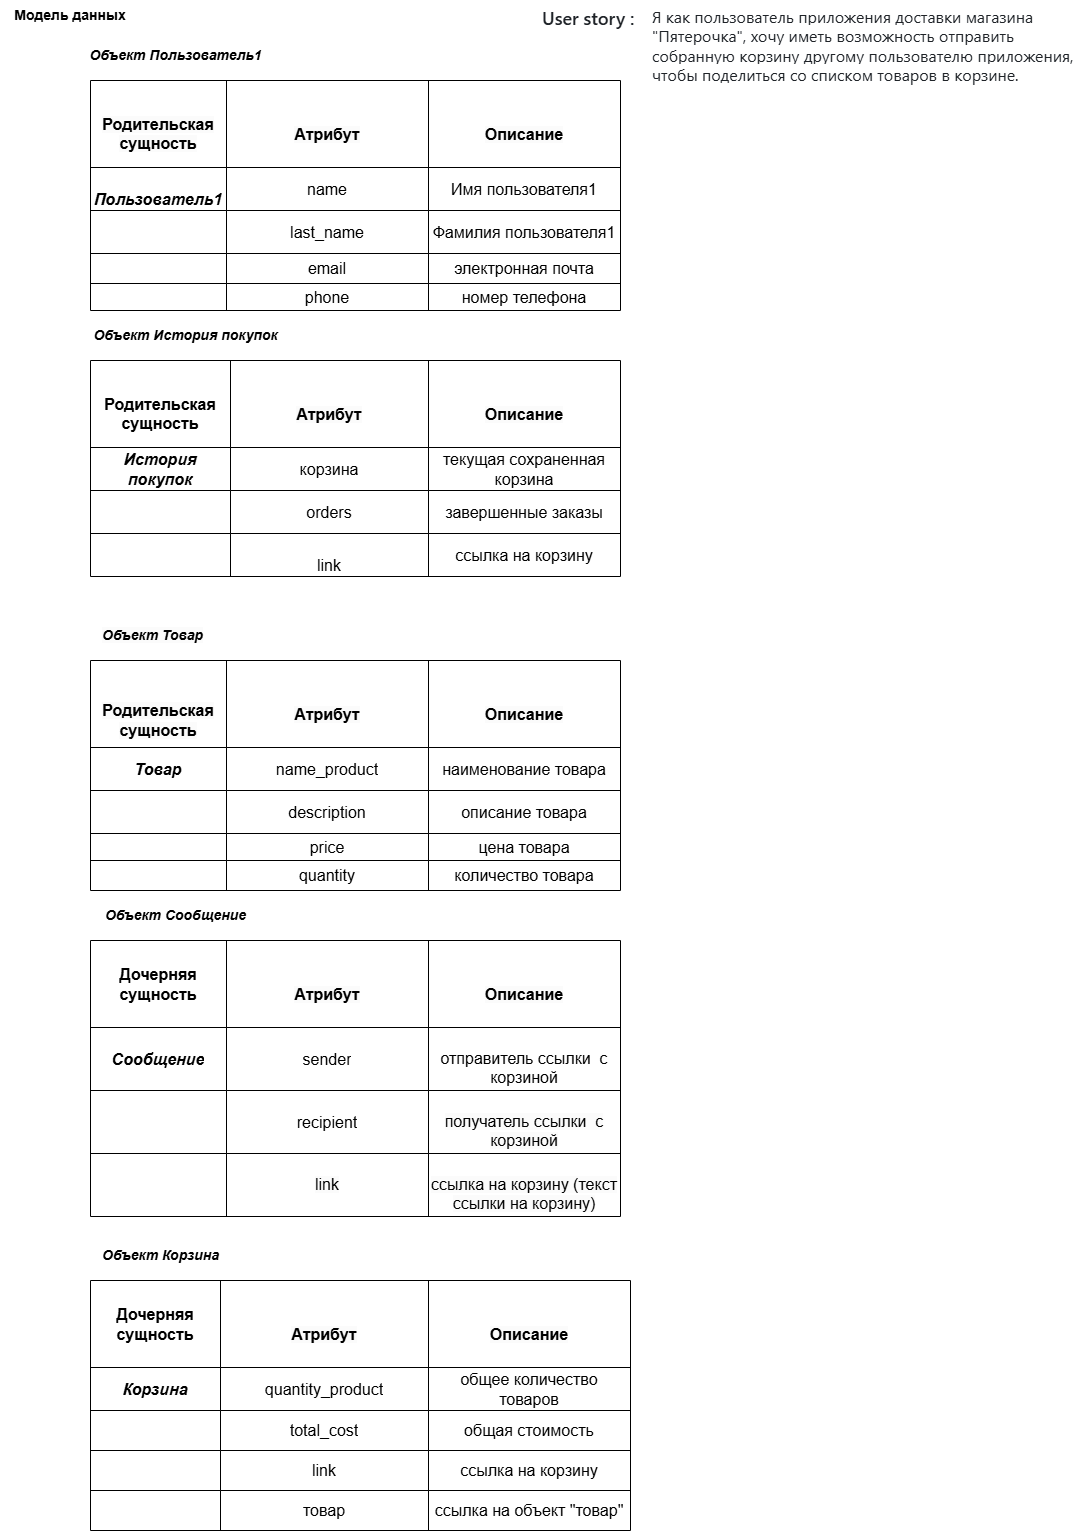 Модель данных
User story :
Я как пользователь приложения доставки магазина
"Пятерочка", хочу иметь возможность отправить
собранную корзину другому пользователю приложения,
чтобы поделиться со списком товаров в корзине.
Объект Пользователь1
Родительская
сущность
Атрибут
Описание
Пользователь1
name
Имя пользователя1
last_name
Фамилия пользователя1
email
электронная почта
phone
номер телефона
Объект История покупок
Родительская
сущность
Атрибут
Описание
История
покупок
корзина
текущая сохраненная
корзина
orders
завершенные заказы
link
ссылка на корзину
Объект Товар
Родительская
сущность
Атрибут
Описание
Товар
name_product
наименование товара
description
описание товара
price
цена товара
quantity
количество товара
Объект Сообщение
Дочерняя
сущность
Атрибут
Описание
Сообщение
sender
отправитель ссылки с
корзиной
recipient
получатель ссылки с
корзиной
link
ссылка на корзину (текст
ссылки на корзину)
Объект Корзина
Дочерняя
сущность
Атрибут
Описание
Корзина
quantity_product
общее количество
товаров
total_cost
общая стоимость
link
ссылка на корзину
товар
ссылка на объект "товар"